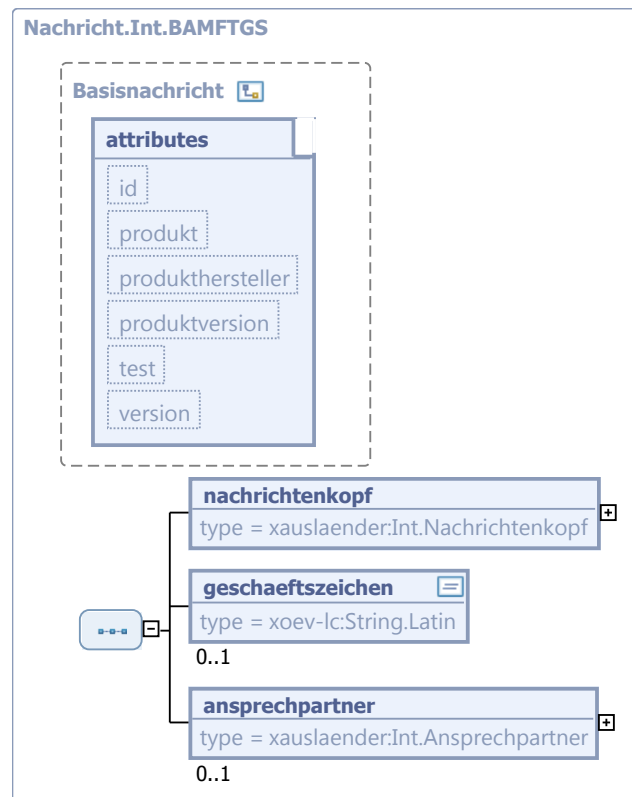 Nachricht.Int.BAMFTGS
Basisnachricht
attributes
id
produkt
produkthersteller
produktversion
test
version
nachrichtenkopf
type = xauslaender:Int.Nachrichtenkopf
geschaeftszeichen
type = xoev-lc:String.Latin
0..1
ansprechpartner
type = xauslaender:Int.Ansprechpartner
0..1